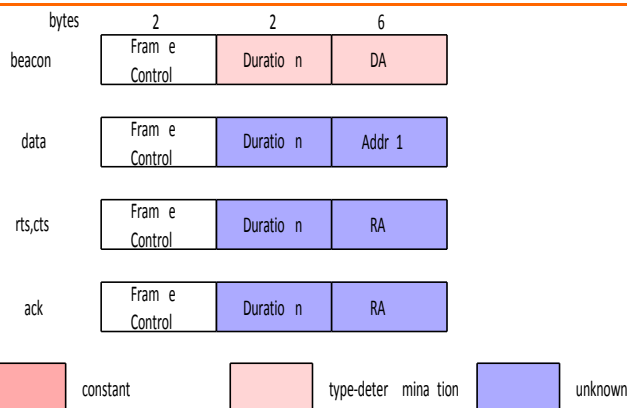 bytes 2 2 6
beacon Fram e Control Duratio n DA
data Fram e Control Duratio n Addr 1
rts,cts Fram e Control Duratio n RA
ack Fram e Control Duratio n RA
constant type-deter mina tion unknown